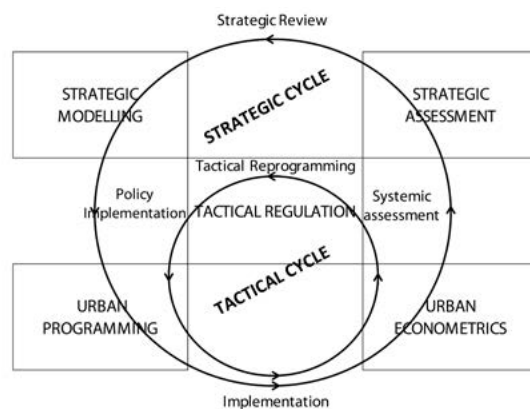 Strategic Review
STRATEGIC
MODELLING
STRATEGIC CYCLE
STRATEGIC
ASSESSMENT
Tactical Reprogramming
Policy
Implementation
TACTICAL REGULATION
Systemic
assessment
TACTICAL CYCLE
URBAN
PROGRAMMING
URBAN
ECONOMETRICS
Implementation